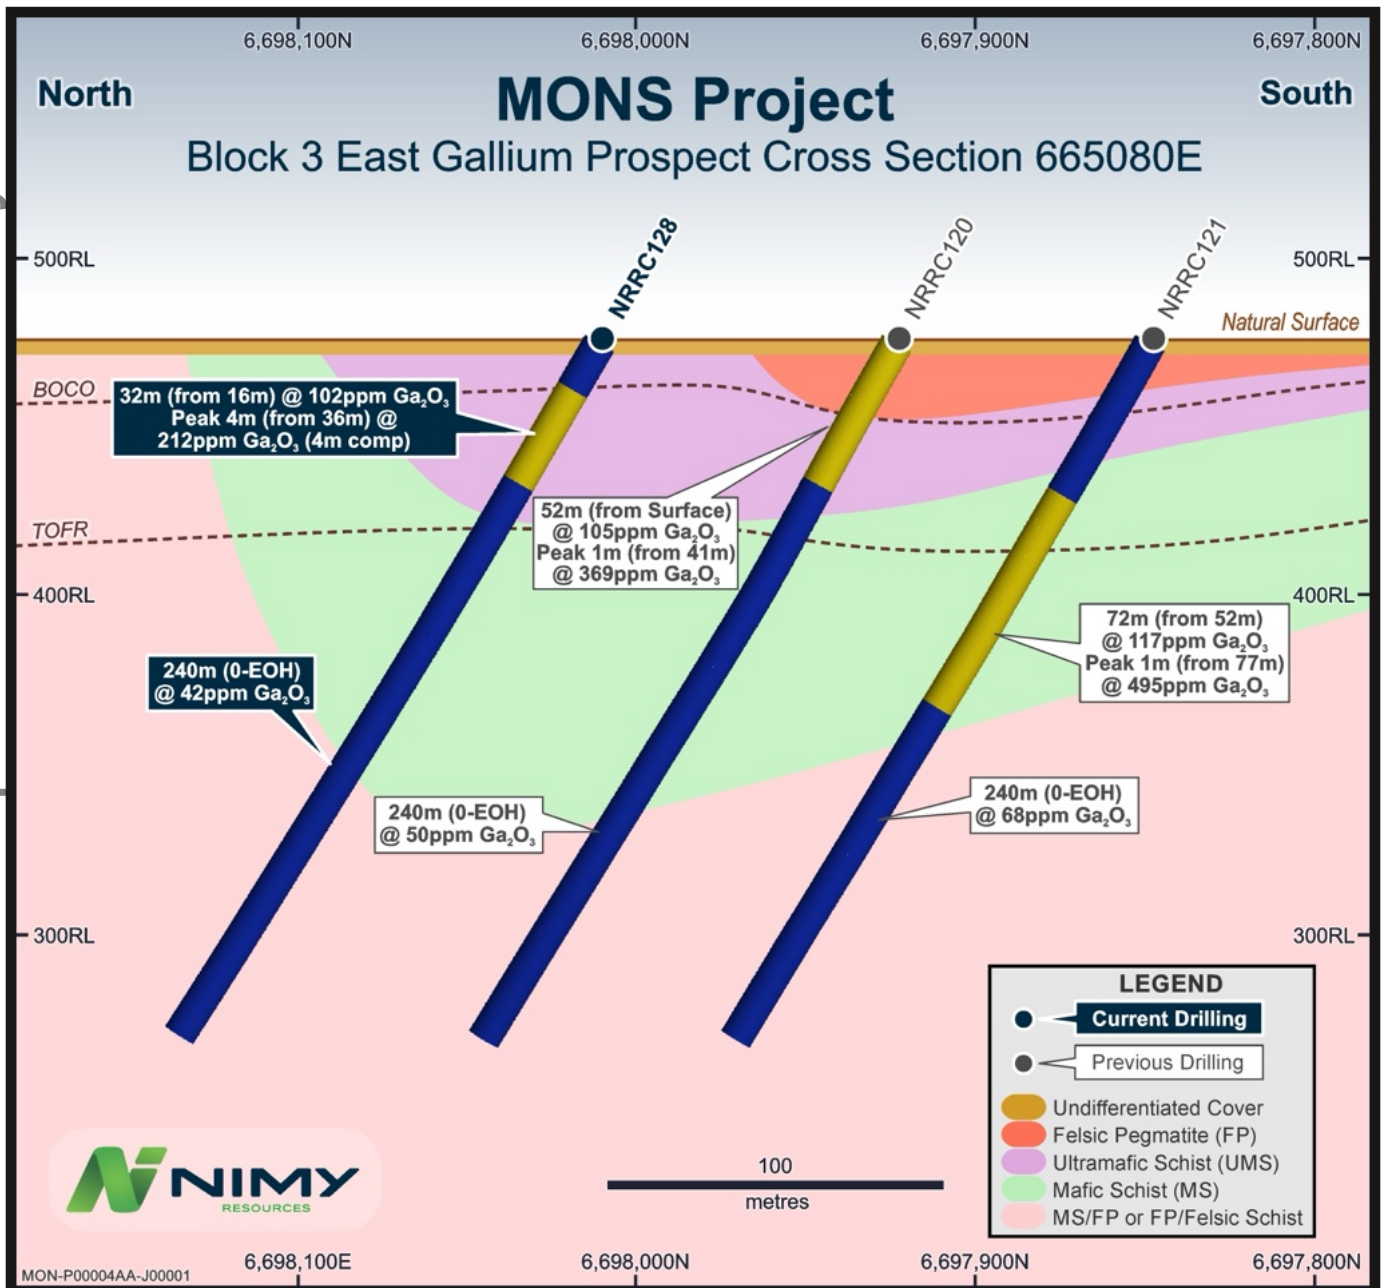 6,698,100N
6,698,000N
6,697,900N
6,697,800N
North
MONS Project
South
Block 3 East Gallium Prospect Cross Section 665080E
NRRC128
NRRC120
NRRC121
500RL
500RL
Natural Surface
BOCO
32m (from 16m) @ 102ppm Ga₂O₃
Peak 4m (from 36m) @
212ppm Ga₂O₃ (4m comp)
52m (from Surface)
@ 105ppm Ga₂O₃
Peak 1m (from 41m)
@ 369ppm Ga₂O₃
TOFR
400RL
400RL
72m (from 52m)
@ 117ppm Ga₂O₃
Peak 1m (from 77m)
@ 495ppm Ga₂O₃
240m (0-EOH)
@ 42ppm Ga₂O₃
240m (0-EOH)
@ 50ppm Ga₂O₃
240m (0-EOH)
@ 68ppm Ga₂O₃
300RL
300RL
LEGEND
Current Drilling
Previous Drilling
Undifferentiated Cover
Felsic Pegmatite (FP)
Ultramafic Schist (UMS)
Mafic Schist (MS)
MS/FP or FP/Felsic Schist
NIMY
RESOURCES
100
metres
MON-P00004AA-J00001
6,698,100E
6,698,000N
6,697,900N
6,697,800N